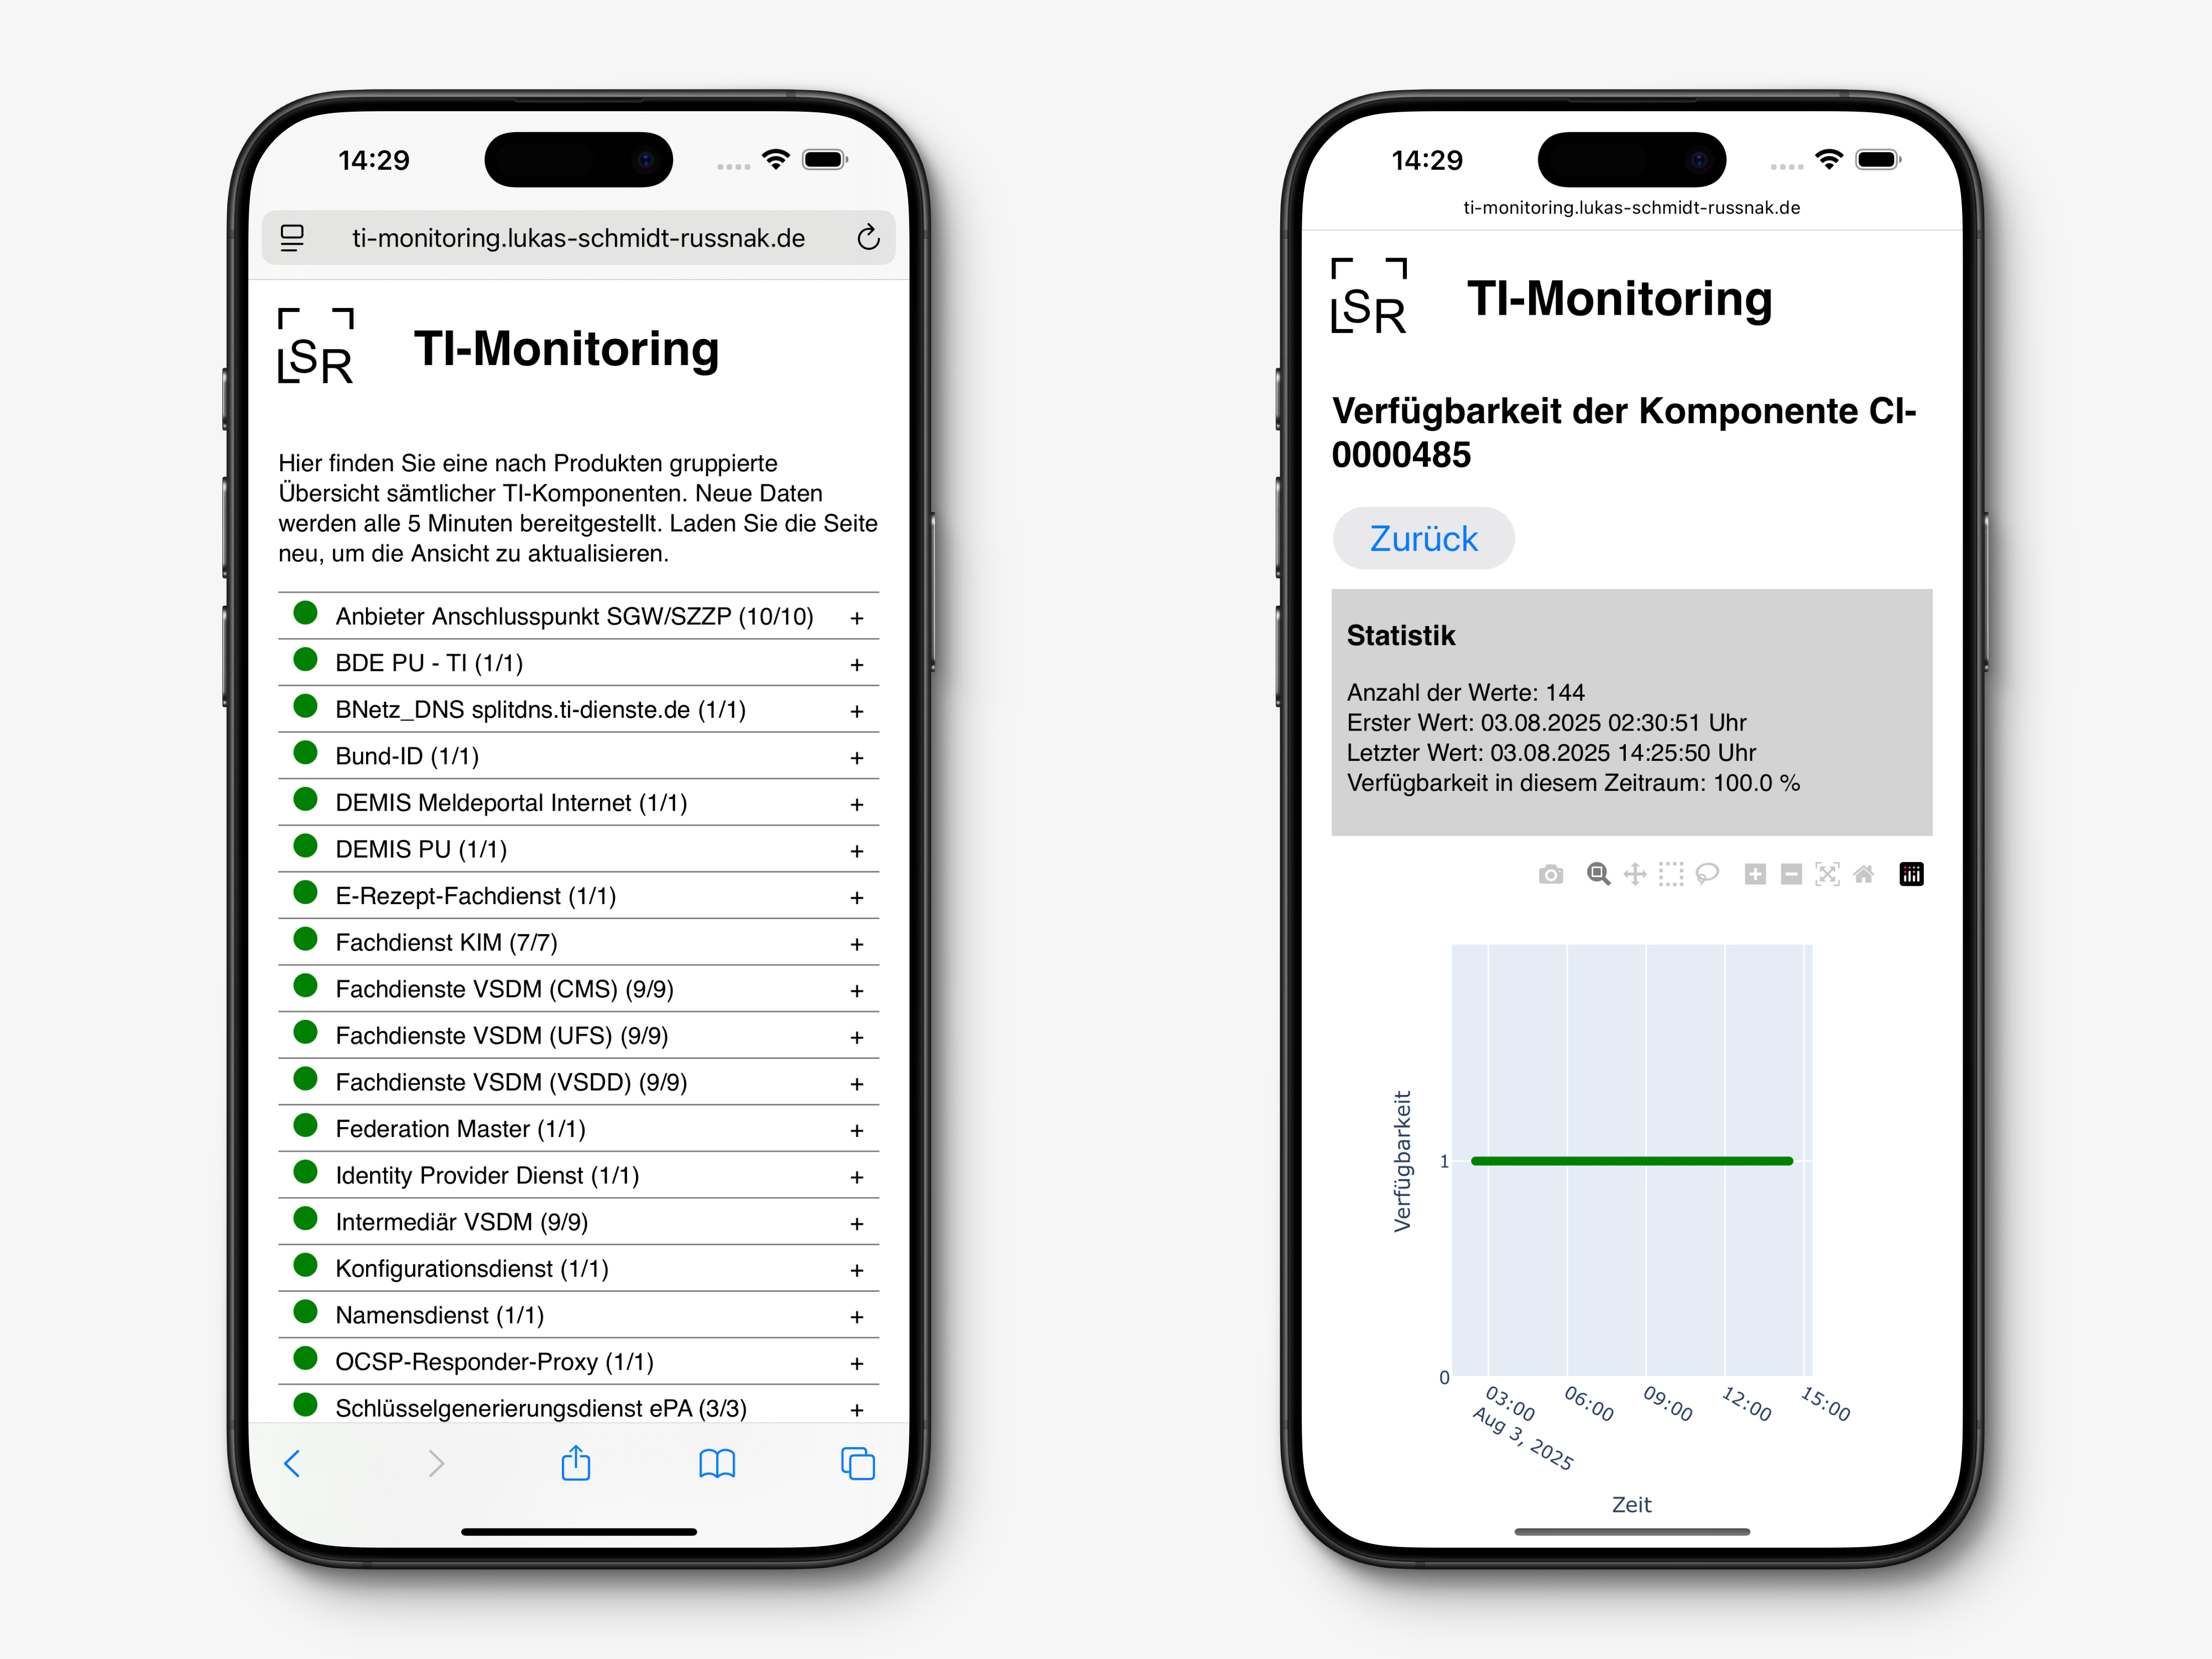 14:29
ti-monitoring.lukas-schmidt-russnak.de
LSR
TI-Monitoring
Hier finden Sie eine nach Produkten gruppierte
Übersicht sämtlicher TI-Komponenten. Neue Daten
werden alle 5 Minuten bereitgestellt. Laden Sie die Seite
neu, um die Ansicht zu aktualisieren.
Anbieter Anschlusspunkt SGW/SZZP (10/10) +
BDE PU - TI (1/1) +
BNetz_DNS splitdns.ti-dienste.de (1/1) +
Bund-ID (1/1) +
DEMIS Meldeportal Internet (1/1) +
DEMIS PU (1/1) +
E-Rezept-Fachdienst (1/1) +
Fachdienst KIM (7/7) +
Fachdienste VSDM (CMS) (9/9) +
Fachdienste VSDM (UFS) (9/9) +
Fachdienste VSDM (VSDD) (9/9) +
Federation Master (1/1) +
Identity Provider Dienst (1/1) +
Intermediär VSDM (9/9) +
Konfigurationsdienst (1/1) +
Namensdienst (1/1) +
OCSP-Responder-Proxy (1/1) +
Schlüsselgenerierungsdienst ePA (3/3) +
14:29
ti-monitoring.lukas-schmidt-russnak.de
LSR
TI-Monitoring
Verfügbarkeit der Komponente CI-
0000485
Zurück
Statistik
Anzahl der Werte: 144
Erster Wert: 03.08.2025 02:30:51 Uhr
Letzter Wert: 03.08.2025 14:25:50 Uhr
Verfügbarkeit in diesem Zeitraum: 100.0 %
Verfügbarkeit
1
0
03:00 06:00 09:00 12:00 15:00
Aug 3, 2025
Zeit